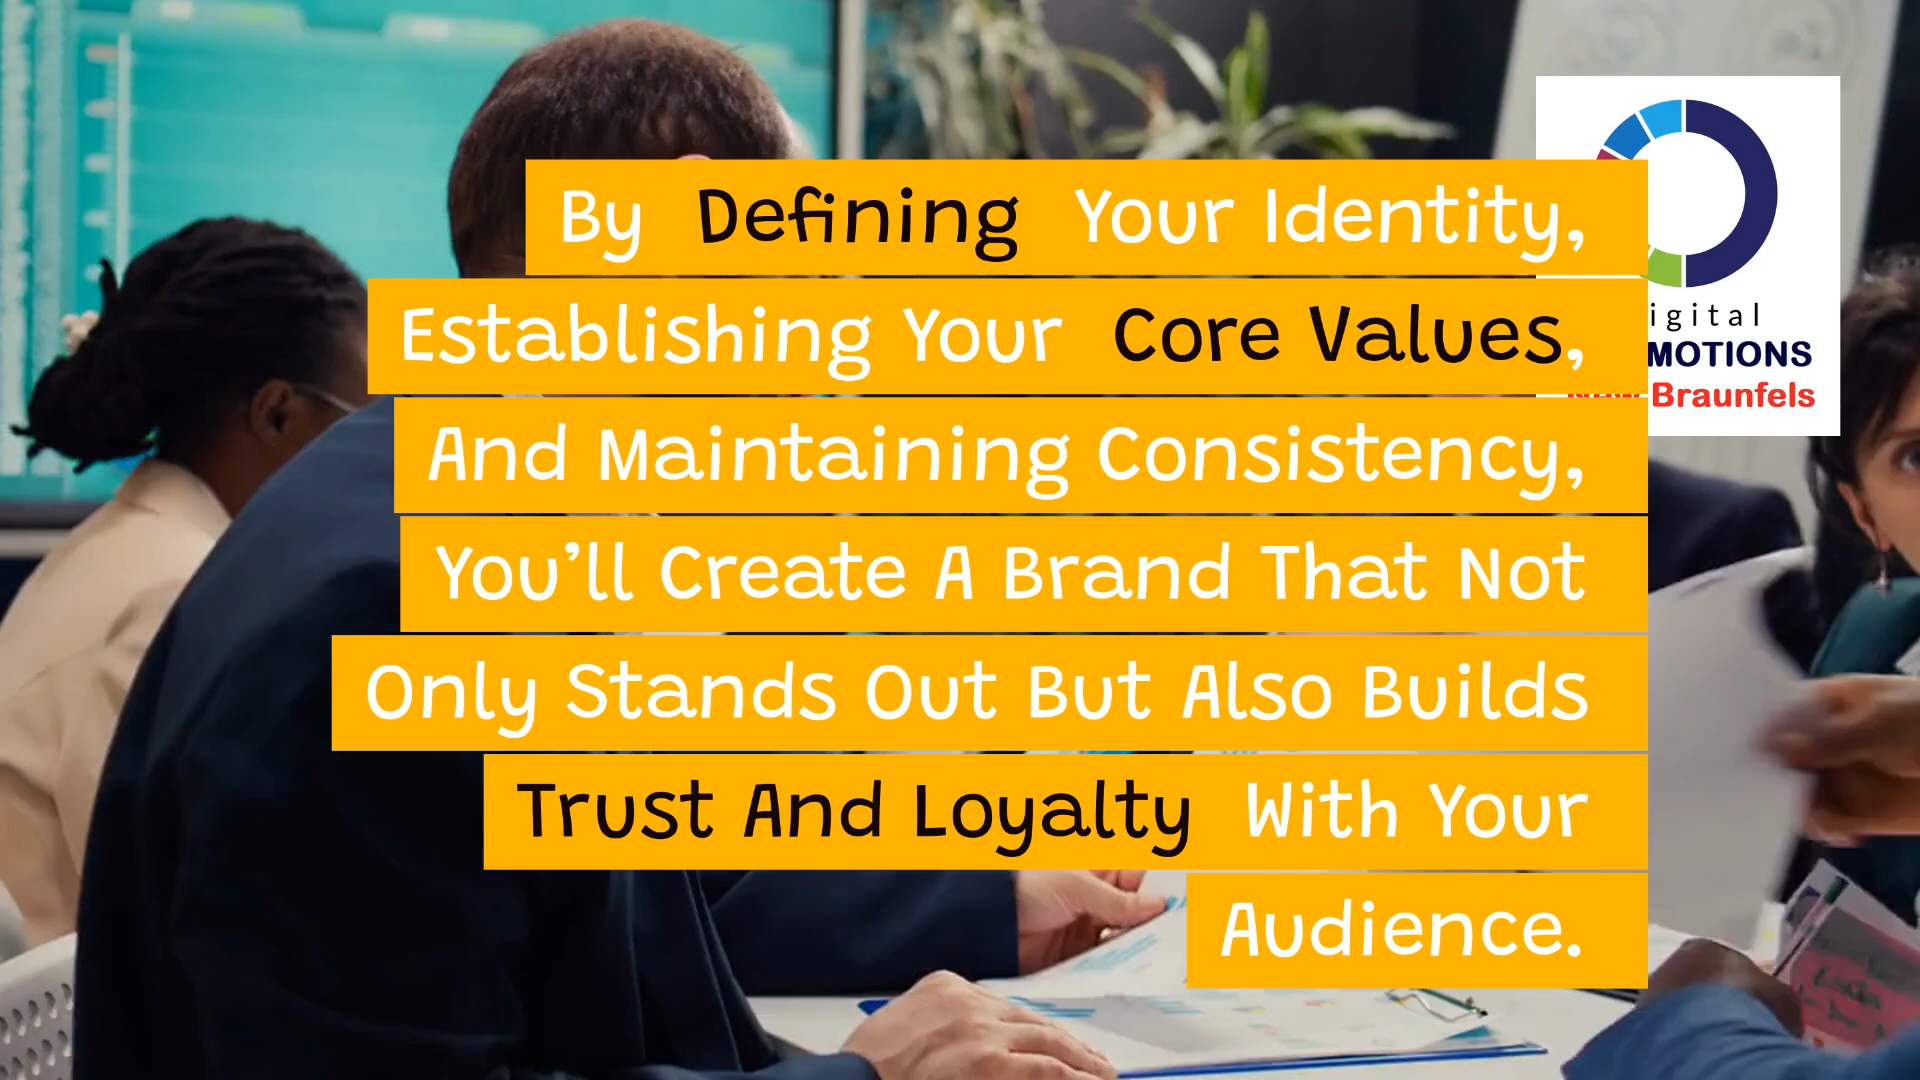 By Defining Your Identity,
Establishing Your Core Values,
And Maintaining Consistency,
You’ll Create A Brand That Not
Only Stands Out But Also Builds
Trust And Loyalty With Your
Audience.
igital
MOTIONS
Braunfels